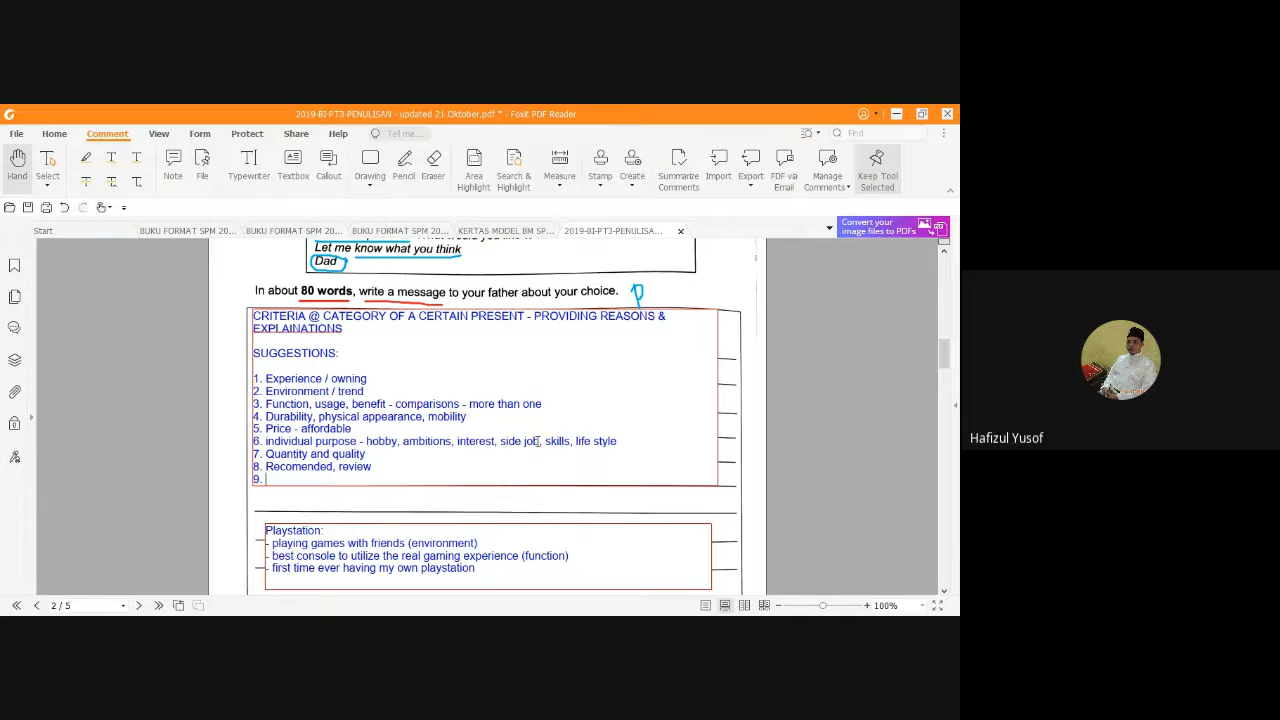 2019-BI-PT3-PENULISAN - updated 21 Oktober.pdf * - Foxit PDF Reader
File Home Comment View Form Protect Share Help Tell me... Find
Hand Select Note File Typewriter Textbox Callout Drawing Pencil Eraser Area Highlight Search & Highlight Measure Stamp Create Summarize Comments Import Export FDF via Email Manage Comments Keep Tool Selected
Start BUKU FORMAT SPM 20... BUKU FORMAT SPM 20... BUKU FORMAT SPM 20... KERTAS MODEL BM SP... 2019-BI-PT3-PENULISA...
Convert your image files to PDFs
Let me know what you think
Dad
In about 80 words, write a message to your father about your choice.
CRITERIA @ CATEGORY OF A CERTAIN PRESENT - PROVIDING REASONS &
EXPLAINATIONS
SUGGESTIONS:
1. Experience / owning
2. Environment / trend
3. Function, usage, benefit - comparisons - more than one
4. Durability, physical appearance, mobility
5. Price - affordable
6. individual purpose - hobby, ambitions, interest, side job, skills, life style
7. Quantity and quality
8. Recomended, review
9.
Playstation:
- playing games with friends (environment)
- best console to utilize the real gaming experience (function)
- first time ever having my own playstation
2 / 5
100%
Hafizul Yusof